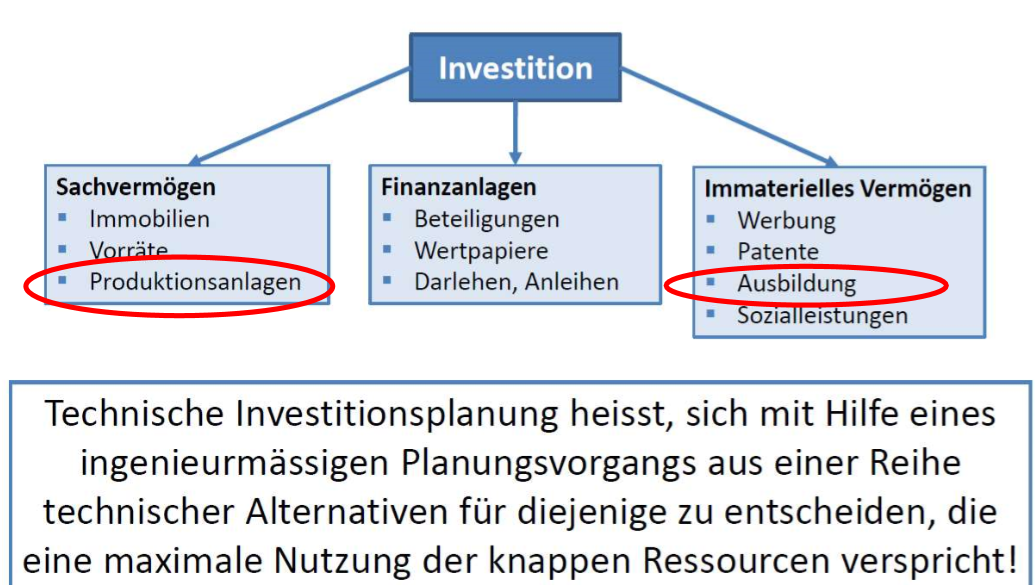 Investition
Sachvermögen
▪ Immobilien
▪ Vorräte
▪ Produktionsanlagen
Finanzanlagen
▪ Beteiligungen
▪ Wertpapiere
▪ Darlehen, Anleihen
Immaterielles Vermögen
▪ Werbung
▪ Patente
▪ Ausbildung
▪ Sozialleistungen
Technische Investitionsplanung heisst, sich mit Hilfe eines
ingenieurmässigen Planungsvorgangs aus einer Reihe
technischer Alternativen für diejenige zu entscheiden, die
eine maximale Nutzung der knappen Ressourcen verspricht!